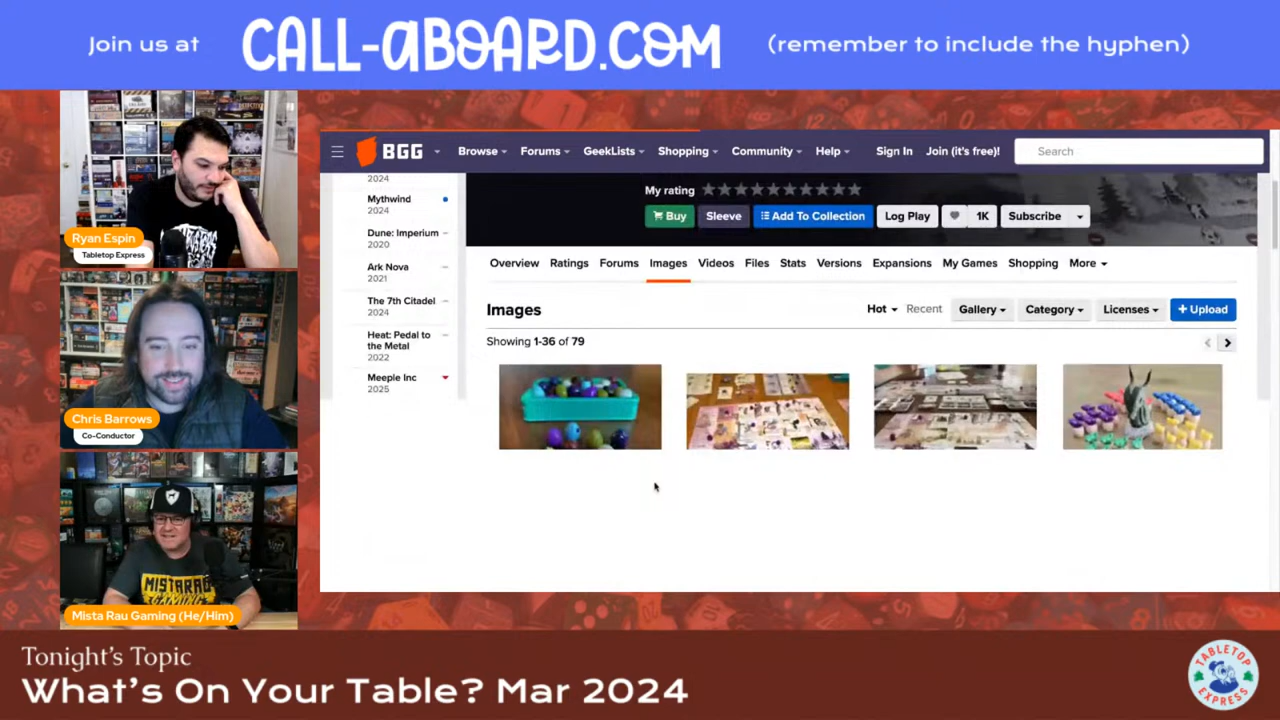 Join us at CALL-ABOARD.COM (remember to include the hyphen)
Ryan Espin
Tabletop Express
Chris Barrows
Co-Conductor
MISTARAU
GAMING
Mista Rau Gaming (He/Him)
BGG Browse Forums GeekLists Shopping Community Help Sign In Join (it's free)! Search
2024
Mythwind
2024
Dune: Imperium
2020
Ark Nova
2021
The 7th Citadel
2024
Heat: Pedal to
the Metal
2022
Meeple Inc
2025
My rating
Buy Sleeve Add To Collection Log Play 1K Subscribe
Overview Ratings Forums Images Videos Files Stats Versions Expansions My Games Shopping More
Images Hot Recent Gallery Category Licenses + Upload
Showing 1-36 of 79
Tonight's Topic
What's On Your Table? Mar 2024
TABLETOP
EXPRESS